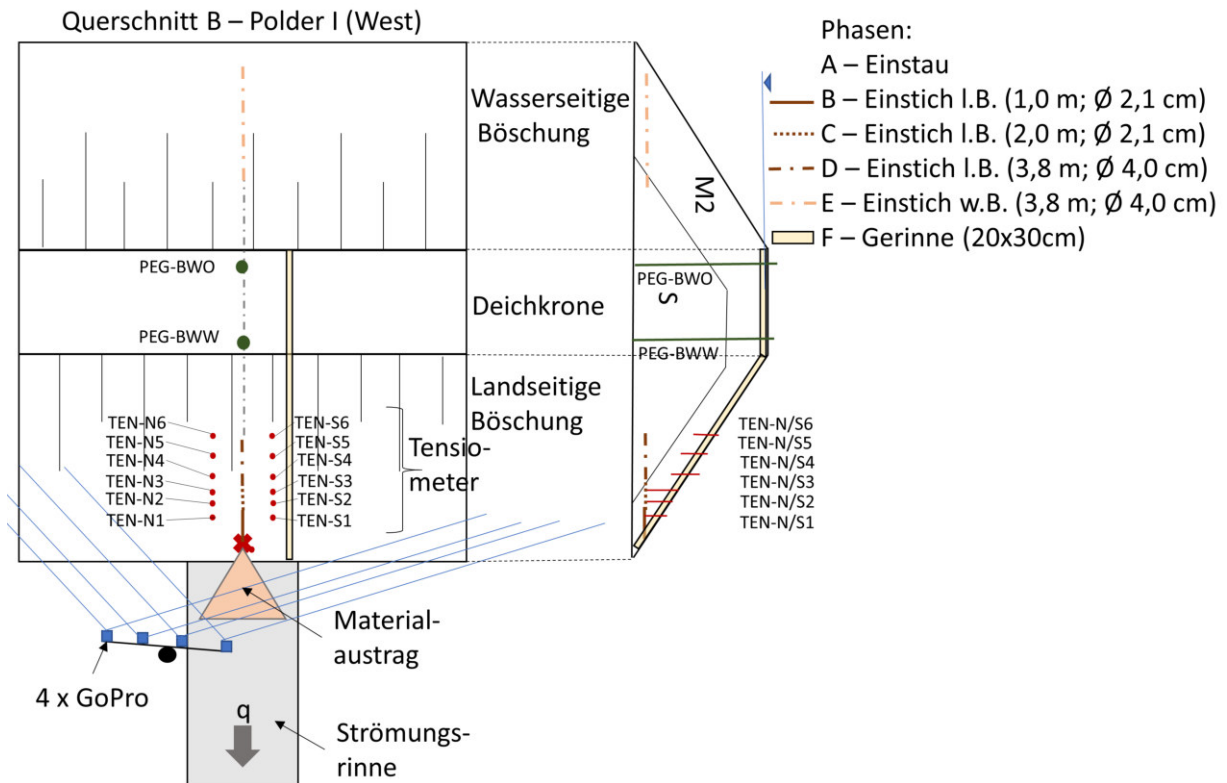 Querschnitt B – Polder I (West)
Wasserseitige
Böschung
PEG-BWO
Deichkrone
PEG-BWW
Landseitige
Böschung
TEN-N6
TEN-N5
TEN-N4
TEN-N3
TEN-N2
TEN-N1
TEN-S6
TEN-S5
TEN-S4
TEN-S3
TEN-S2
TEN-S1
Tensio-
meter
Material-
austrag
4 x GoPro
q
Strömungs-
rinne
M2
PEG-BWO
S
PEG-BWW
TEN-N/S6
TEN-N/S5
TEN-N/S4
TEN-N/S3
TEN-N/S2
TEN-N/S1
Phasen:
A – Einstau
B – Einstich l.B. (1,0 m; Ø 2,1 cm)
C – Einstich l.B. (2,0 m; Ø 2,1 cm)
D – Einstich l.B. (3,8 m; Ø 4,0 cm)
E – Einstich w.B. (3,8 m; Ø 4,0 cm)
F – Gerinne (20x30cm)